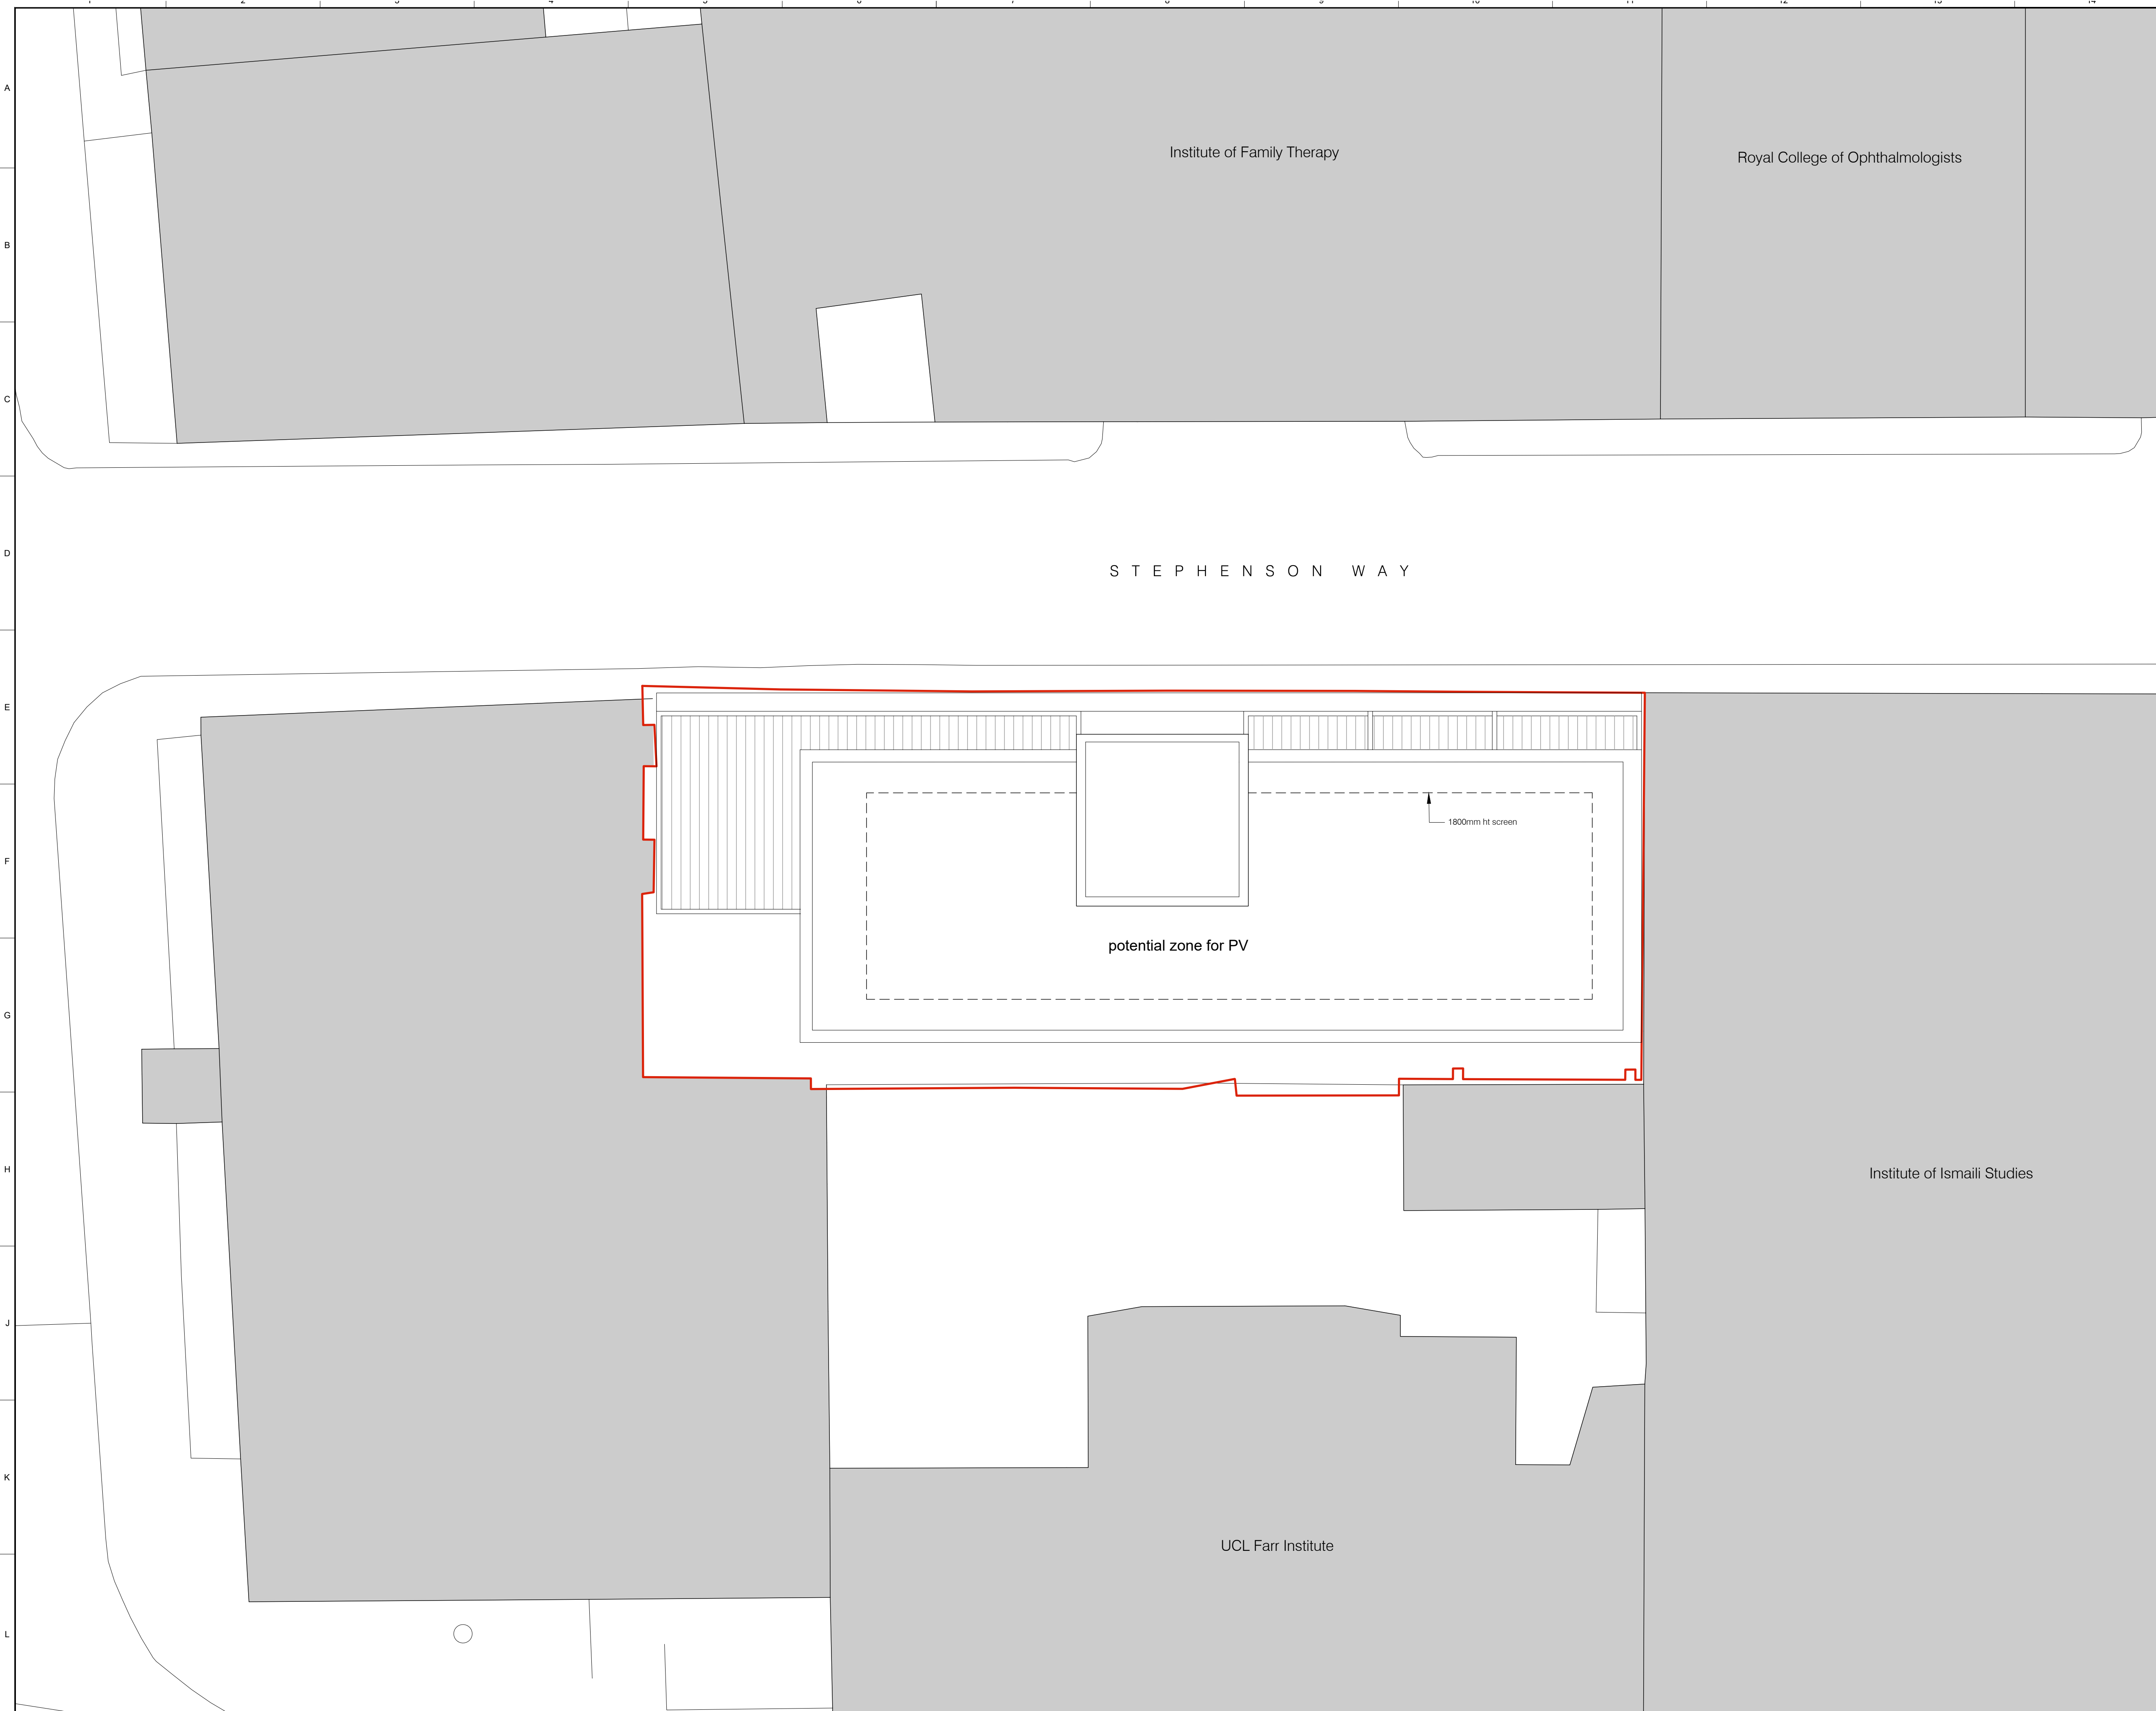 A
Institute of Family Therapy
Royal College of Ophthalmologists
B
C
D
STEPHENSON WAY
E
1800mm ht screen
F
potential zone for PV
G
H
Institute of Ismaili Studies
J
K
UCL Farr Institute
L